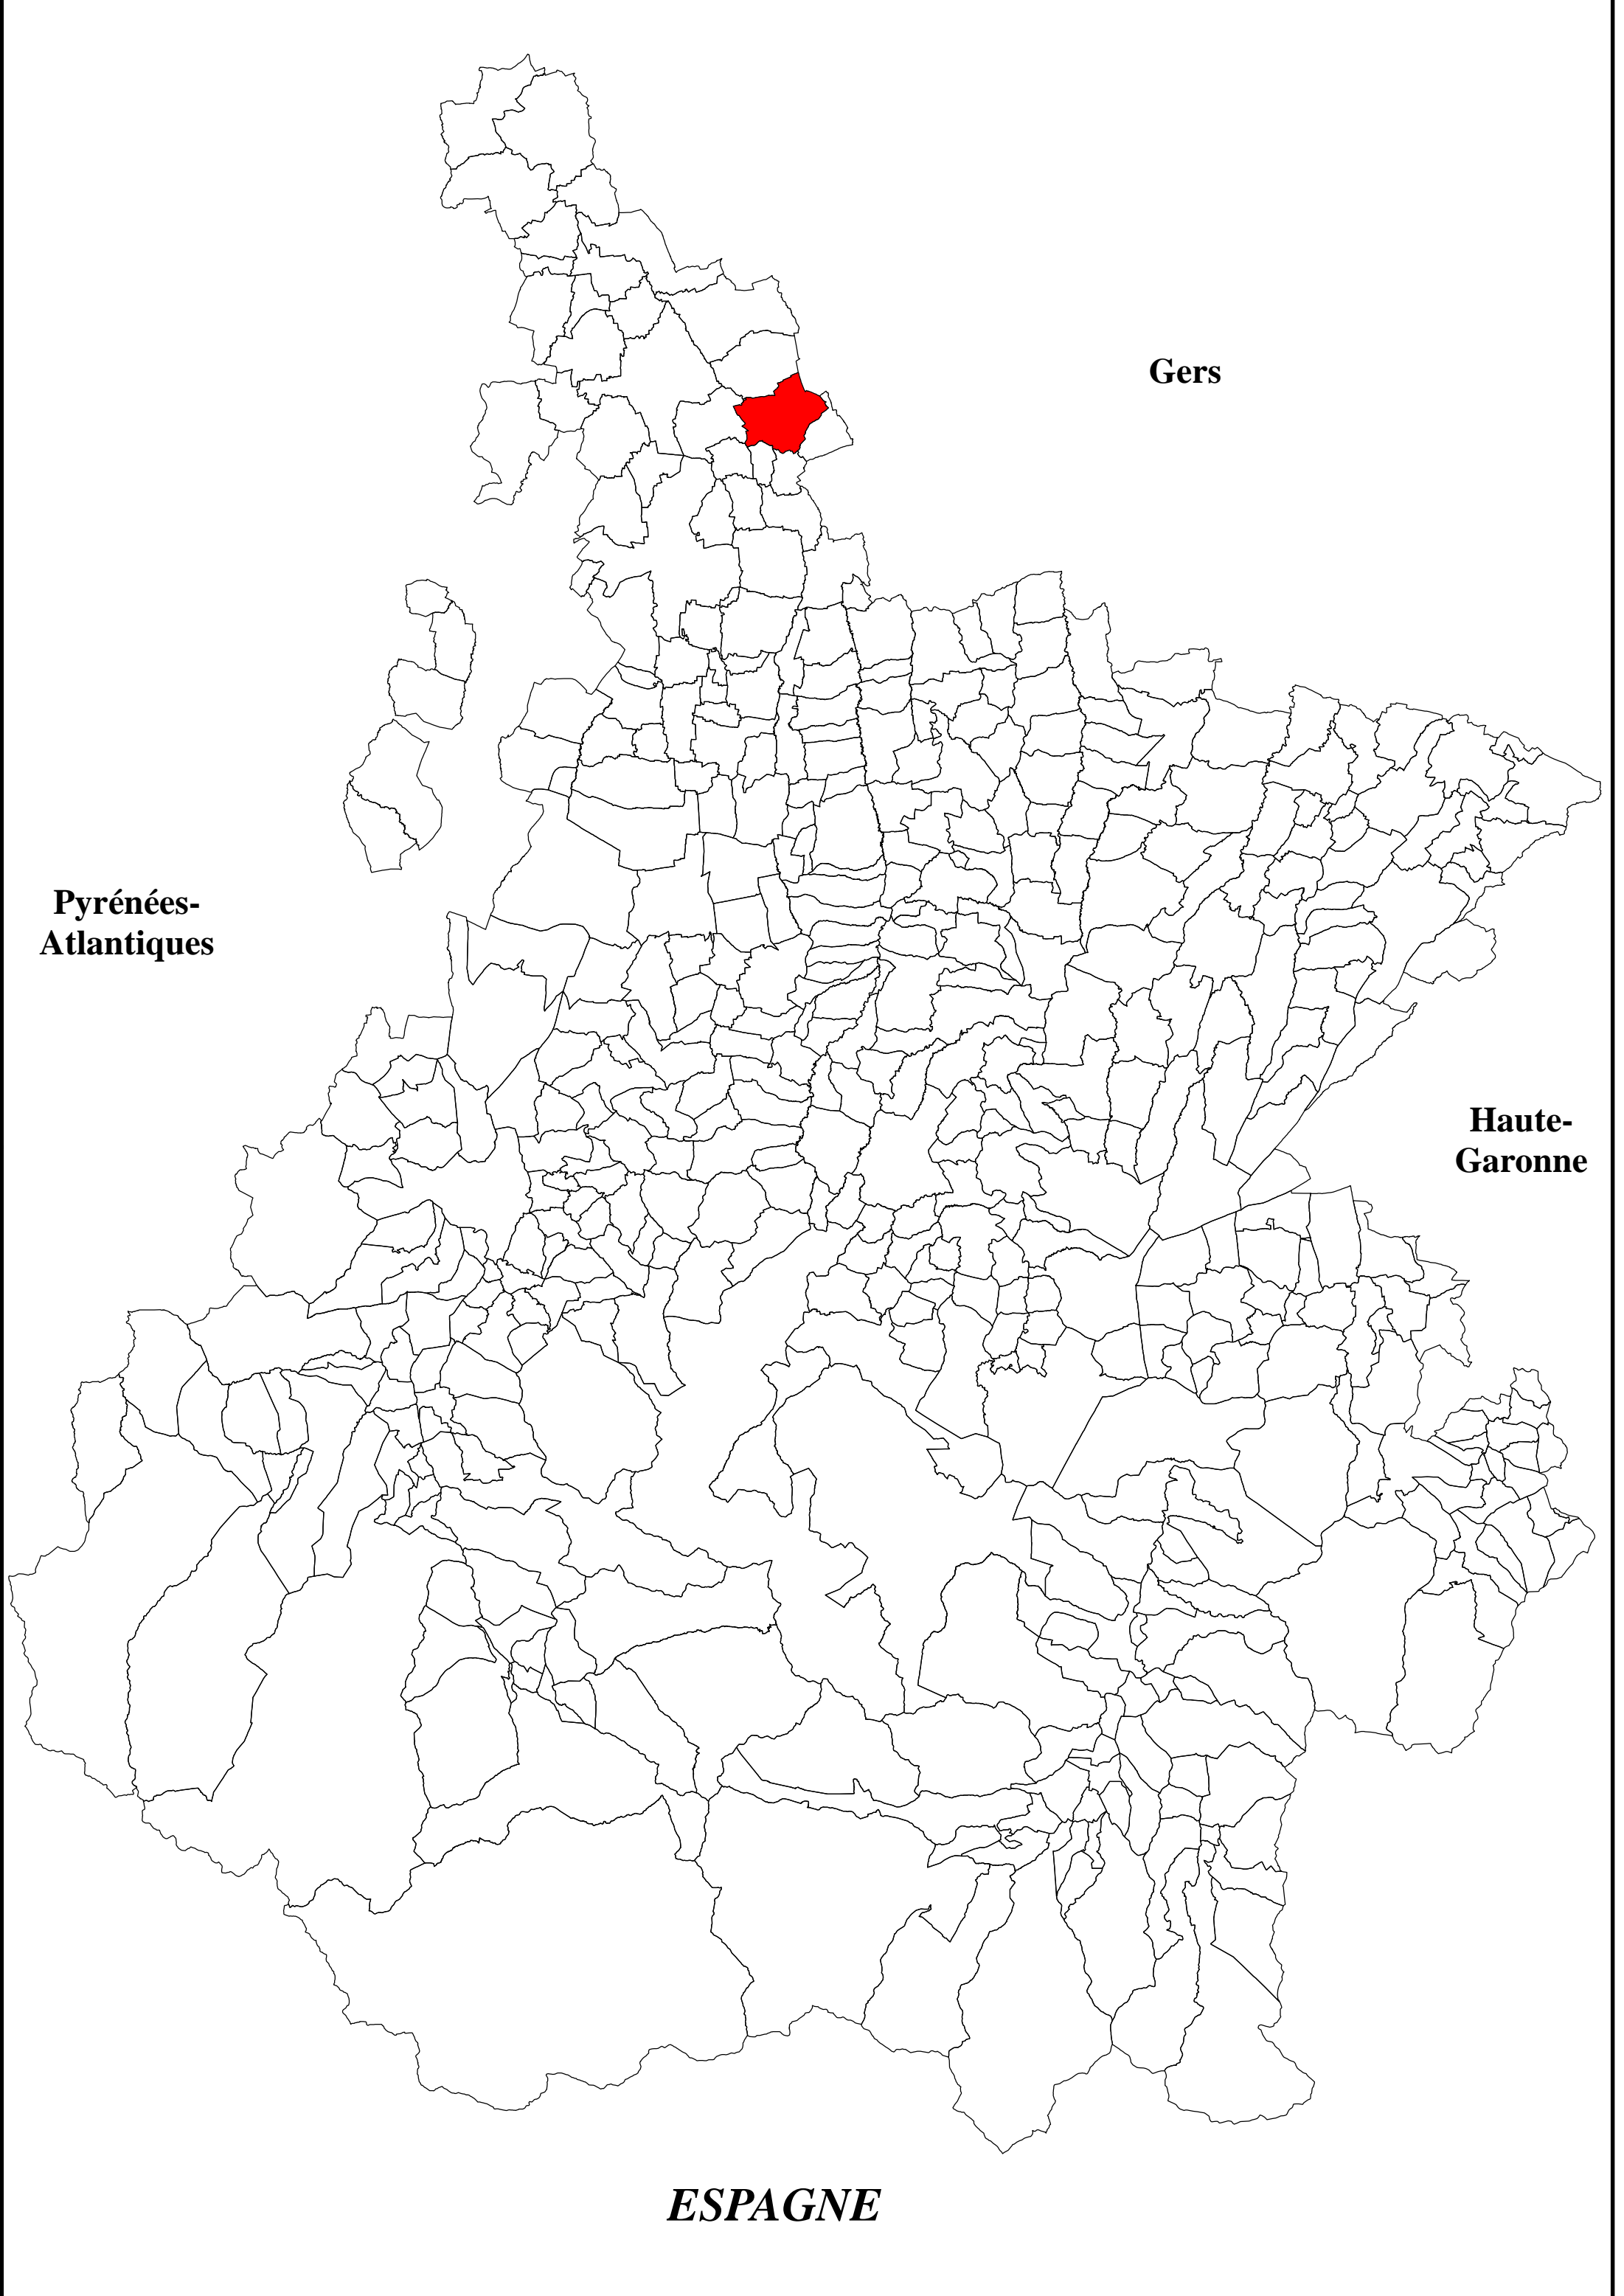 Gers
Pyrénées-
Atlantiques
Haute-
Garonne
ESPAGNE